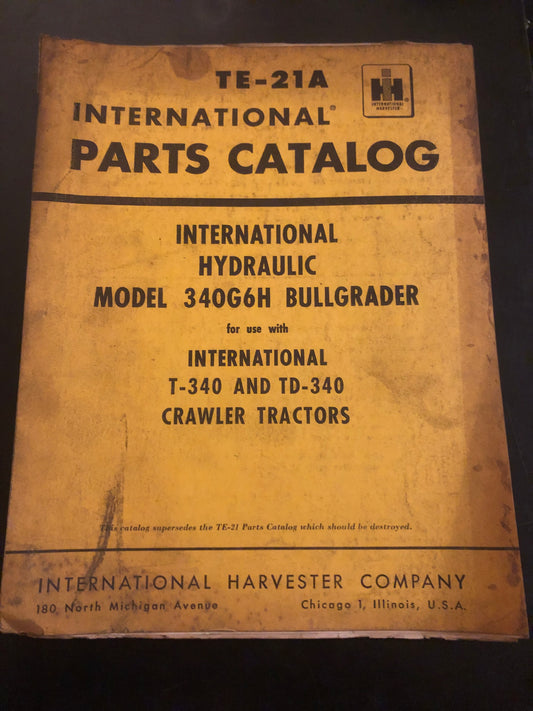 TE-21A
IH
INTERNATIONAL
HARVESTER
INTERNATIONAL®
PARTS CATALOG
INTERNATIONAL
HYDRAULIC
MODEL 340G6H BULLGRADER
for use with
INTERNATIONAL
T-340 AND TD-340
CRAWLER TRACTORS
This catalog supersedes the TE-21 Parts Catalog which should be destroyed.
INTERNATIONAL HARVESTER COMPANY
180 North Michigan Avenue Chicago 1, Illinois, U.S.A.